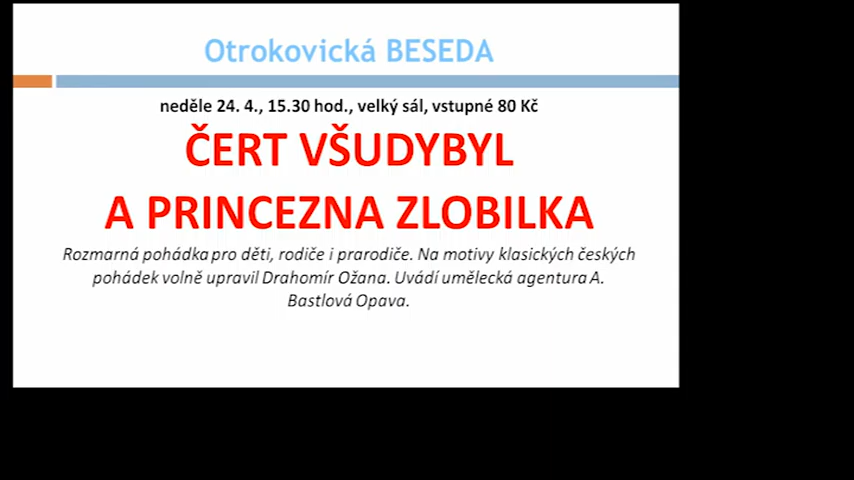 Otrokovická BESEDA
neděle 24. 4., 15.30 hod., velký sál, vstupné 80 Kč
ČERT VŠUDYBYL
A PRINCEZNA ZLOBILKA
Rozmarná pohádka pro děti, rodiče i prarodiče. Na motivy klasických českých
pohádek volně upravil Drahomír Ožana. Uvádí umělecká agentura A.
Bastlová Opava.